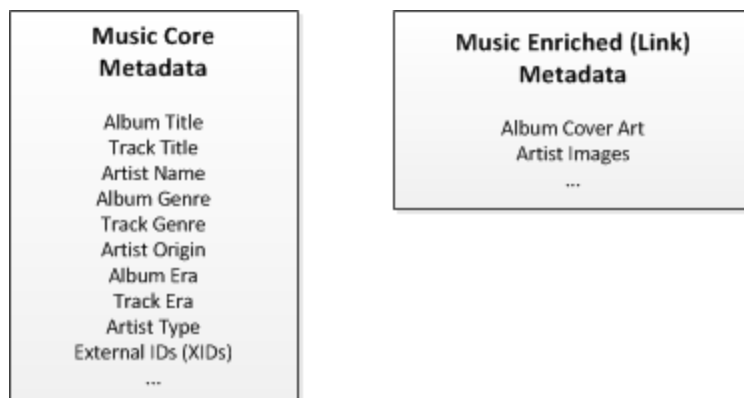 Music Core
Metadata
Album Title
Track Title
Artist Name
Album Genre
Track Genre
Artist Origin
Album Era
Track Era
Artist Type
External IDs (XIDs)
...
Music Enriched (Link)
Metadata
Album Cover Art
Artist Images
...